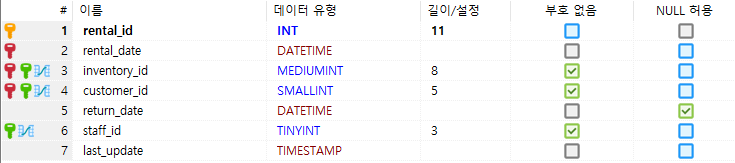 # 이름 데이터 유형 길이/설정 부호 없음 NULL 허용
1 rental_id INT 11
2 rental_date DATETIME
3 inventory_id MEDIUMINT 8
4 customer_id SMALLINT 5
5 return_date DATETIME
6 staff_id TINYINT 3
7 last_update TIMESTAMP